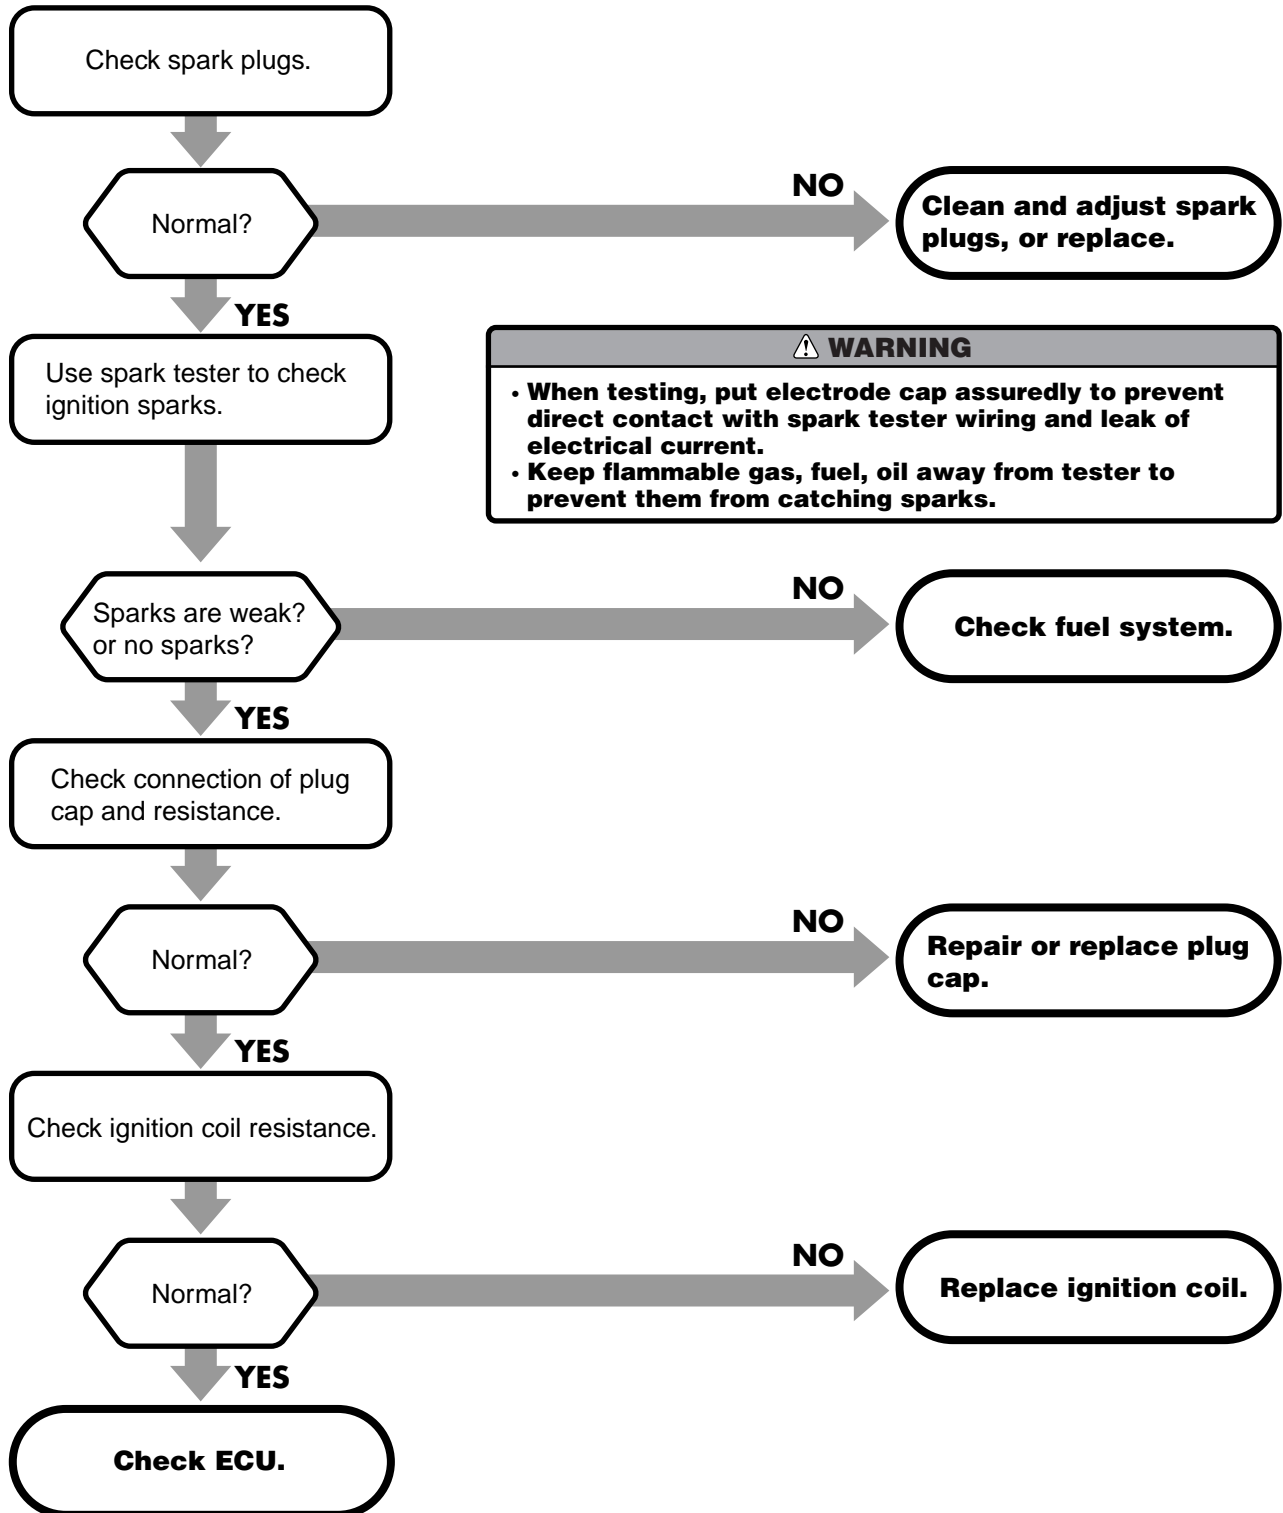 Check spark plugs.
Normal?
NO
Clean and adjust spark
plugs, or replace.
YES
Use spark tester to check
ignition sparks.
WARNING
• When testing, put electrode cap assuredly to prevent
direct contact with spark tester wiring and leak of
electrical current.
• Keep flammable gas, fuel, oil away from tester to
prevent them from catching sparks.
Sparks are weak?
or no sparks?
NO
Check fuel system.
YES
Check connection of plug
cap and resistance.
Normal?
NO
Repair or replace plug
cap.
YES
Check ignition coil resistance.
Normal?
NO
Replace ignition coil.
YES
Check ECU.